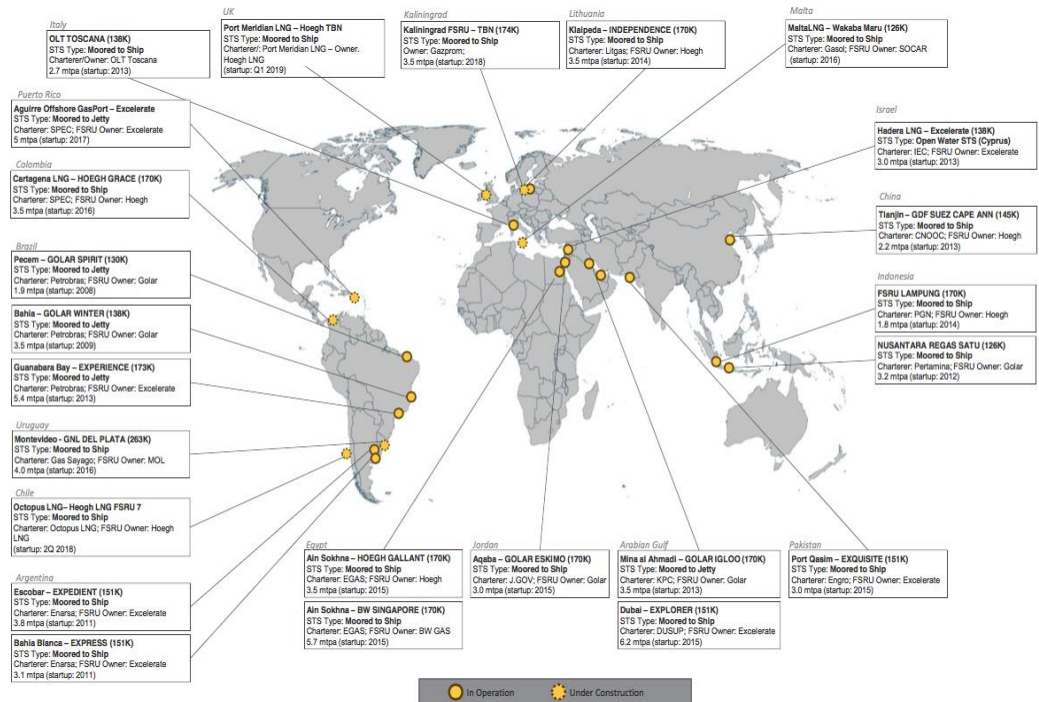 Italy
OLT TOSCANA (138K)
STS Type: Moored to Ship
Charterer/Owner: OLT Toscana
2.7 mtpa (startup: 2013)
UK
Port Meridian LNG – Hoegh TBN
STS Type: Moored to Ship
Charterer/: Port Meridian LNG – Owner.
Hoegh LNG
(startup: Q1 2019)
Kaliningrad
Kaliningrad FSRU – TBN (174K)
STS Type: Moored to Ship
Owner: Gazprom;
3.5 mtpa (startup: 2018)
Lithuania
Klaipeda – INDEPENDENCE (170K)
STS Type: Moored to Ship
Charterer: Litgas; FSRU Owner: Hoegh
3.5 mtpa (startup: 2014)
Malta
MaltaLNG – Wakaba Maru (126K)
STS Type: Moored to Ship
Charterer: Gasol; FSRU Owner: SOCAR
(startup: 2016)
Puerto Rico
Aguirre Offshore GasPort – Excelerate
STS Type: Moored to Jetty
Charterer: SPEC; FSRU Owner: Excelerate
5 mtpa (startup: 2017)
Colombia
Cartagena LNG – HOEGH GRACE (170K)
STS Type: Moored to Ship
Charterer: SPEC; FSRU Owner: Hoegh
3.5 mtpa (startup: 2016)
Brazil
Pecem – GOLAR SPIRIT (130K)
STS Type: Moored to Jetty
Charterer: Petrobras; FSRU Owner: Golar
1.9 mtpa (startup: 2008)
Bahia – GOLAR WINTER (138K)
STS Type: Moored to Jetty
Charterer: Petrobras; FSRU Owner: Golar
3.5 mtpa (startup: 2009)
Guanabara Bay – EXPERIENCE (173K)
STS Type: Moored to Jetty
Charterer: Petrobras; FSRU Owner: Excelerate
5.4 mtpa (startup: 2013)
Uruguay
Montevideo - GNL DEL PLATA (263K)
STS Type: Moored to Ship
Charterer: Gas Sayago; FSRU Owner: MOL
4.0 mtpa (startup: 2016)
Chile
Octopus LNG– Heogh LNG FSRU 7
STS Type: Moored to Ship
Charterer: Octopus LNG; FSRU Owner: Hoegh
LNG
(startup: 2Q 2018)
Argentina
Escobar – EXPEDIENT (151K)
STS Type: Moored to Ship
Charterer: Enarsa; FSRU Owner: Excelerate
3.8 mtpa (startup: 2011)
Bahia Blanca – EXPRESS (151K)
STS Type: Moored to Ship
Charterer: Enarsa; FSRU Owner: Excelerate
3.1 mtpa (startup: 2011)
Israel
Hadera LNG – Excelerate (138K)
STS Type: Open Water STS (Cyprus)
Charterer: IEC; FSRU Owner: Excelerate
3.0 mtpa (startup: 2013)
China
Tianjin – GDF SUEZ CAPE ANN (145K)
STS Type: Moored to Ship
Charterer: CNOOC; FSRU Owner: Hoegh
2.2 mtpa (startup: 2013)
Indonesia
FSRU LAMPUNG (170K)
STS Type: Moored to Ship
Charterer: PGN; FSRU Owner: Hoegh
1.8 mtpa (startup: 2014)
NUSANTARA REGAS SATU (126K)
STS Type: Moored to Ship
Charterer: Pertamina; FSRU Owner: Golar
3.2 mtpa (startup: 2012)
Egypt
Ain Sokhna – HOEGH GALLANT (170K)
STS Type: Moored to Ship
Charterer: EGAS; FSRU Owner: Hoegh
3.5 mtpa (startup: 2015)
Ain Sokhna – BW SINGAPORE (170K)
STS Type: Moored to Ship
Charterer: EGAS; FSRU Owner: BW GAS
5.7 mtpa (startup: 2015)
Jordan
Aqaba – GOLAR ESKIMO (170K)
STS Type: Moored to Ship
Charterer: J.GOV; FSRU Owner: Golar
3.0 mtpa (startup: 2015)
Arabian Gulf
Mina al Ahmadi – GOLAR IGLOO (170K)
STS Type: Moored to Jetty
Charterer: KPC; FSRU Owner: Golar
3.5 mtpa (startup: 2013)
Dubai – EXPLORER (151K)
STS Type: Moored to Ship
Charterer: DUSUP; FSRU Owner: Excelerate
6.2 mtpa (startup: 2015)
Pakistan
Port Qasim – EXQUISITE (151K)
STS Type: Moored to Ship
Charterer: Engro; FSRU Owner: Excelerate
3.0 mtpa (startup: 2015)
In Operation
Under Construction